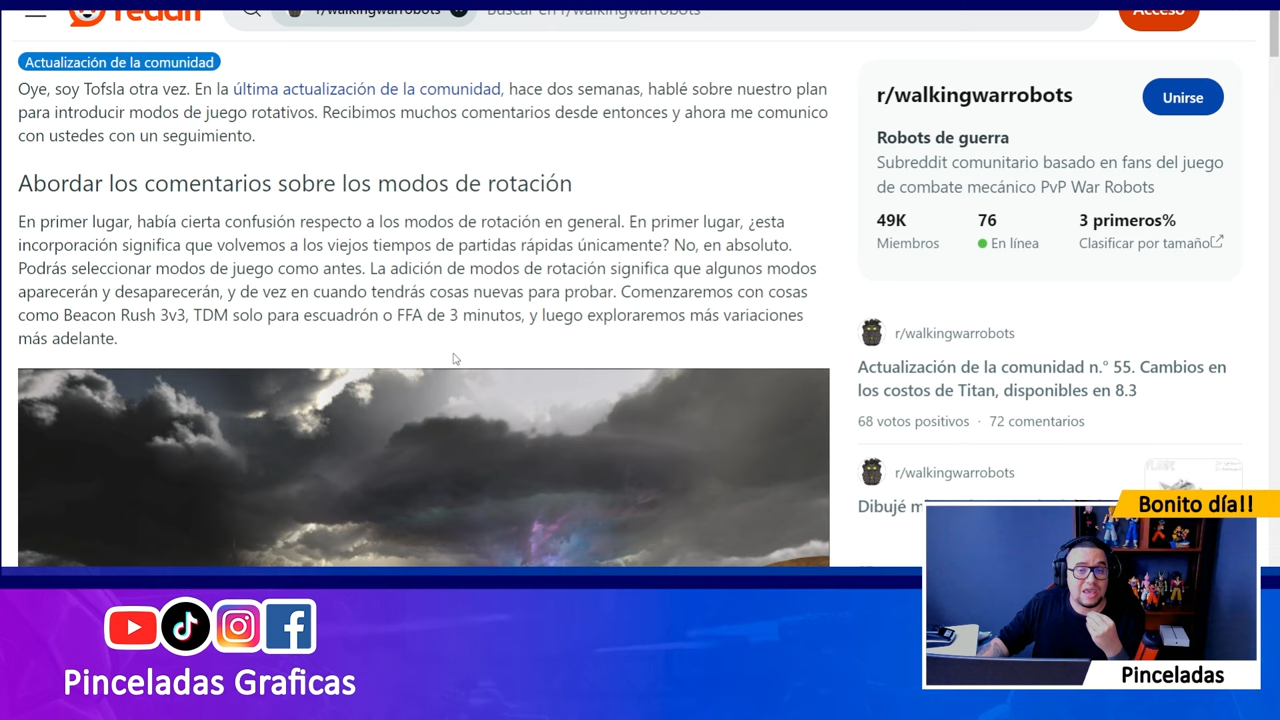 reddit
r/walkingwarrobots
Buscar en r/walkingwarrobots
Acceso
Actualización de la comunidad
Oye, soy Tofsla otra vez. En la última actualización de la comunidad, hace dos semanas, hablé sobre nuestro plan
para introducir modos de juego rotativos. Recibimos muchos comentarios desde entonces y ahora me comunico
con ustedes con un seguimiento.
Abordar los comentarios sobre los modos de rotación
En primer lugar, había cierta confusión respecto a los modos de rotación en general. En primer lugar, ¿esta
incorporación significa que volvemos a los viejos tiempos de partidas rápidas únicamente? No, en absoluto.
Podrás seleccionar modos de juego como antes. La adición de modos de rotación significa que algunos modos
aparecerán y desaparecerán, y de vez en cuando tendrás cosas nuevas para probar. Comenzaremos con cosas
como Beacon Rush 3v3, TDM solo para escuadrón o FFA de 3 minutos, y luego exploraremos más variaciones
más adelante.
r/walkingwarrobots
Unirse
Robots de guerra
Subreddit comunitario basado en fans del juego
de combate mecánico PvP War Robots
49K
76
3 primeros%
Miembros
En línea
Clasificar por tamaño
r/walkingwarrobots
Actualización de la comunidad n.° 55. Cambios en
los costos de Titan, disponibles en 8.3
68 votos positivos · 72 comentarios
r/walkingwarrobots
Dibujé
Bonito día!!
Pinceladas
Pinceladas Graficas